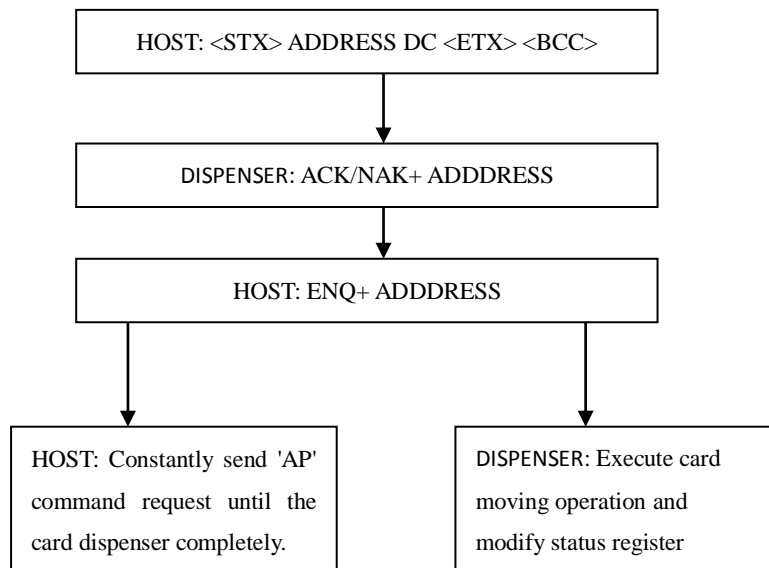 HOST: <STX> ADDRESS DC <ETX> <BCC>
DISPENSER: ACK/NAK+ ADDDRESS
HOST: ENQ+ ADDDRESS
HOST: Constantly send 'AP'
command request until the
card dispenser completely.
DISPENSER: Execute card
moving operation and
modify status register